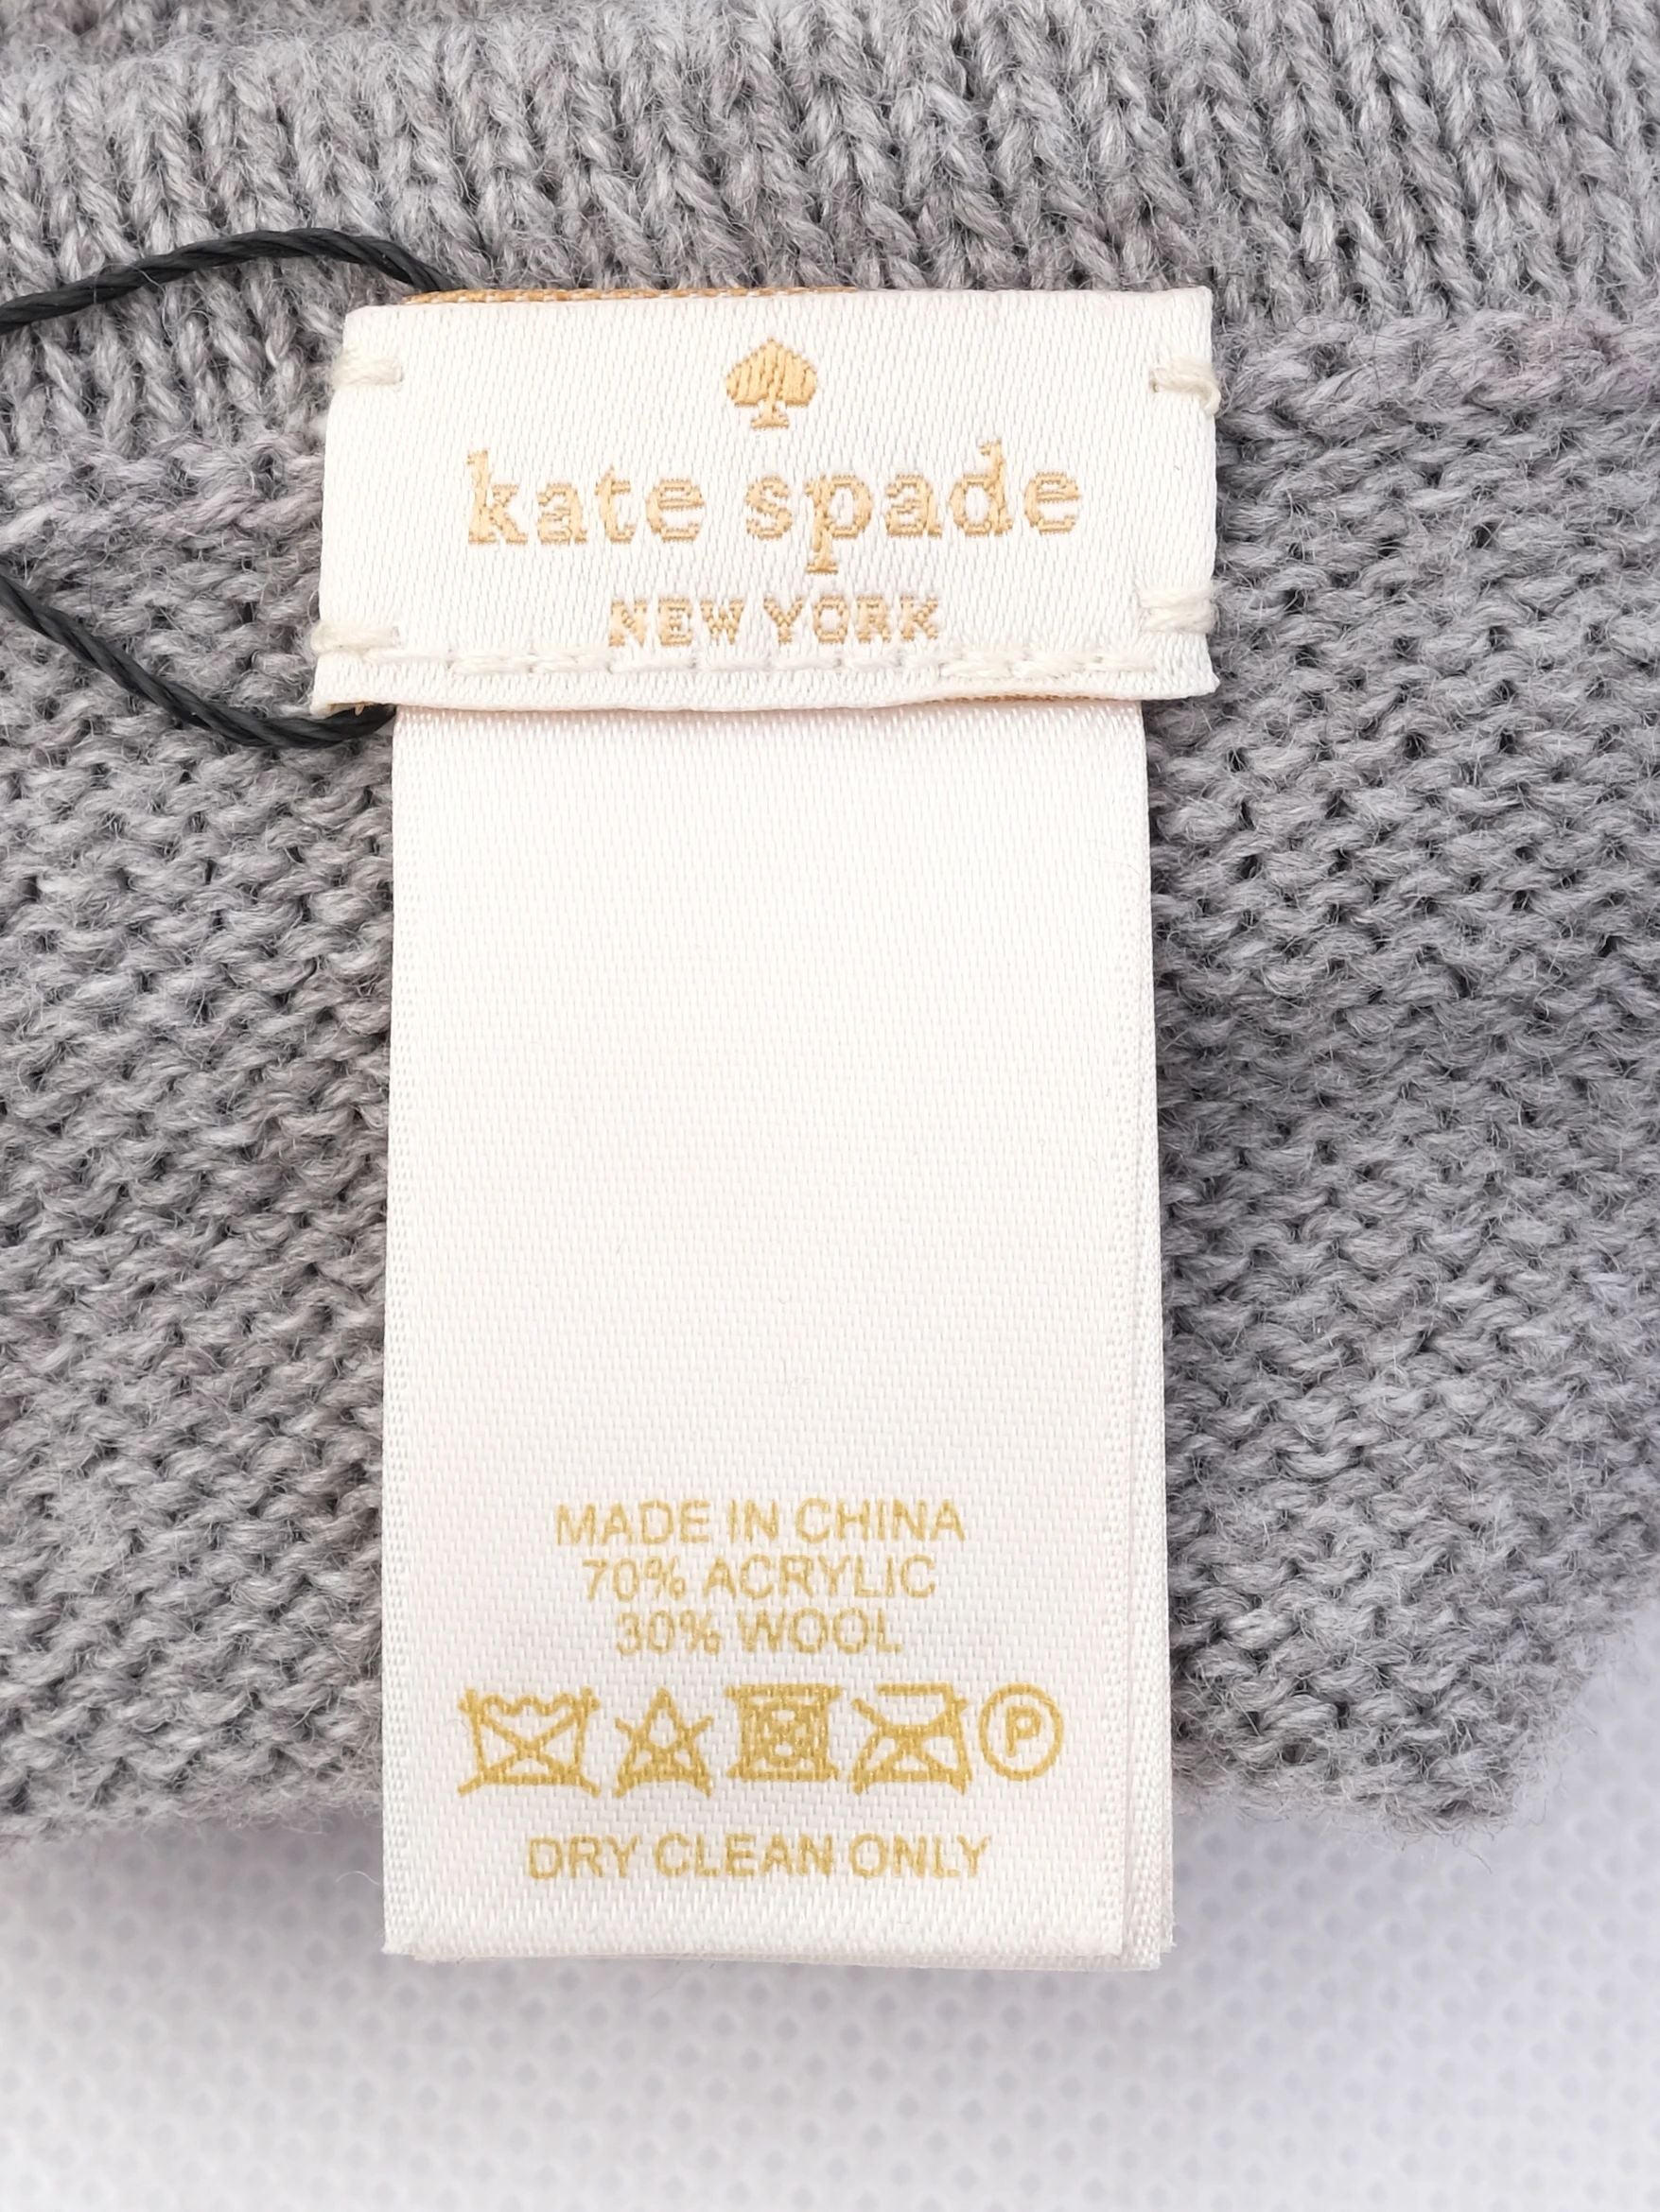 kate spade
NEW YORK
MADE IN CHINA
70% ACRYLIC
30% WOOL
P
DRY CLEAN ONLY